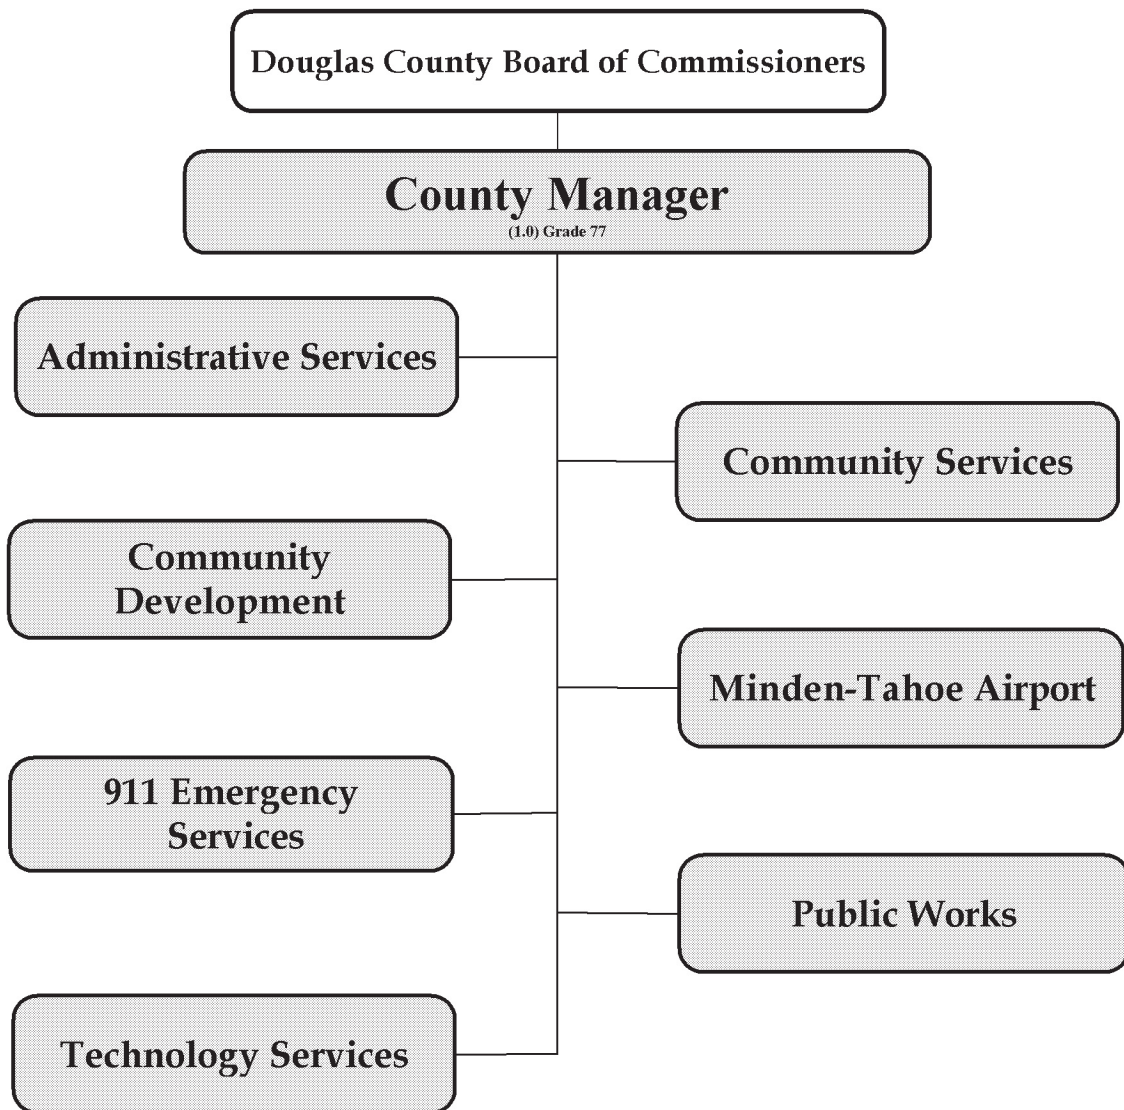 Douglas County Board of Commissioners
County Manager
(1.0) Grade 77
Administrative Services
Community Services
Community
Development
Minden-Tahoe Airport
911 Emergency
Services
Public Works
Technology Services